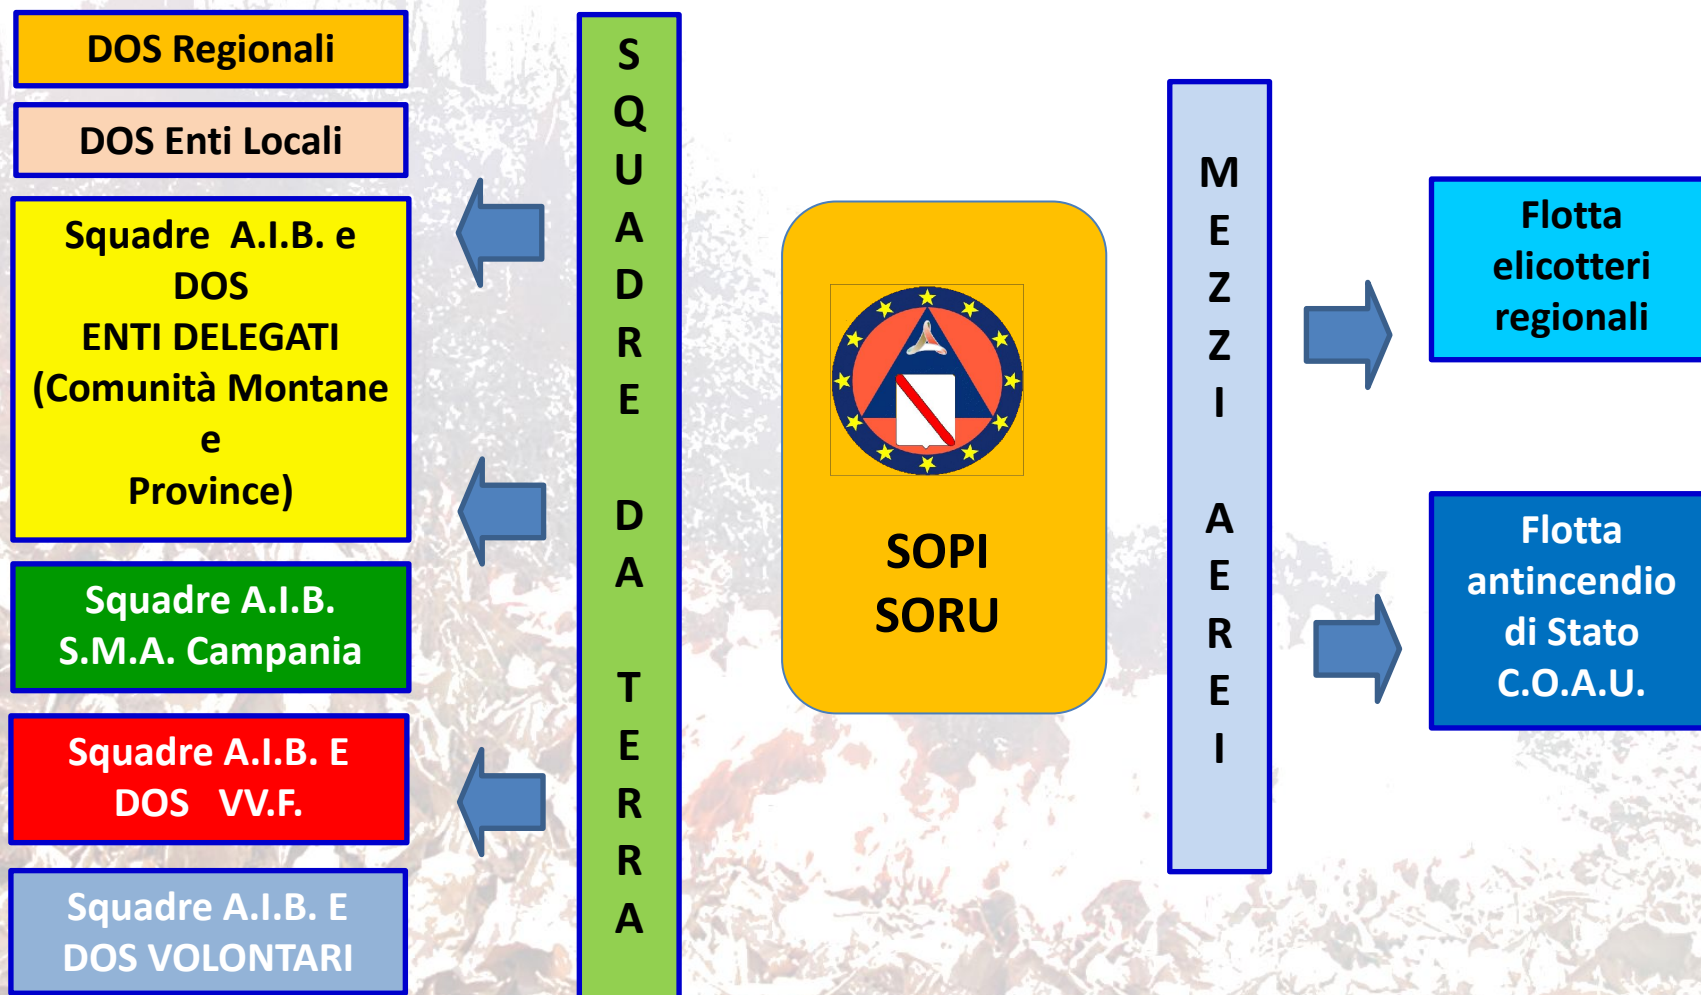 DOS Regionali
DOS Enti Locali
Squadre A.I.B. e
DOS
ENTI DELEGATI
(Comunità Montane
e
Province)
Squadre A.I.B.
S.M.A. Campania
Squadre A.I.B. E
DOS VV.F.
Squadre A.I.B. E
DOS VOLONTARI
SQUADRE DA TERRA
SOPI
SORU
MEZZI AEREI
Flotta
elicotteri
regionali
Flotta
antincendio
di Stato
C.O.A.U.